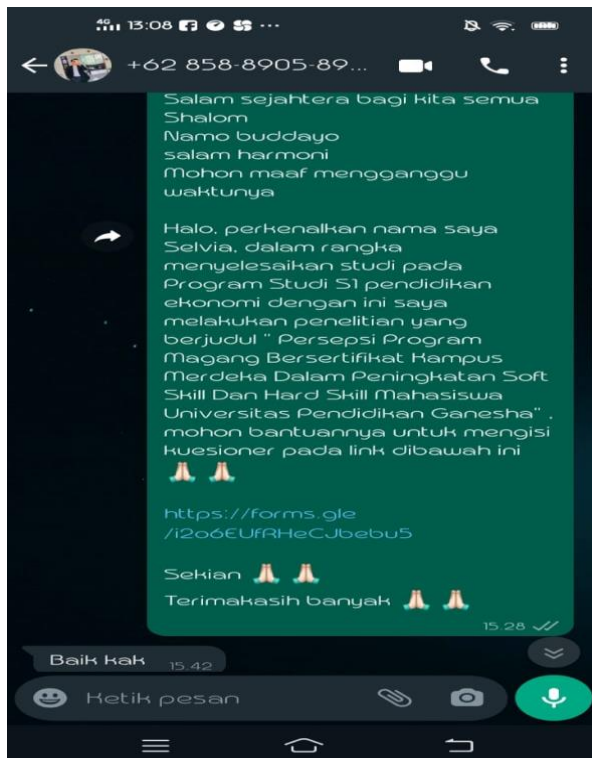 4G 13:08
+62 858-8905-89...
Salam sejahtera bagi kita semua
Shalom
Namo buddayo
salam harmoni
Mohon maaf mengganggu
waktunya
Halo, perkenalkan nama saya
Selvia, dalam rangka
menyelesaikan studi pada
Program Studi S1 pendidikan
ekonomi dengan ini saya
melakukan penelitian yang
berjudul " Persepsi Program
Magang Bersertifikat Kampus
Merdeka Dalam Peningkatan Soft
Skill Dan Hard Skill Mahasiswa
Universitas Pendidikan Ganesha" ,
mohon bantuannya untuk mengisi
kuesioner pada link dibawah ini
🙏🏻 🙏🏻
https://forms.gle
/i2o6EUfRHeCJbebu5
Sekian 🙏🏻 🙏🏻
Terimakasih banyak 🙏🏻 🙏🏻
15.28
Baik kak 15.42
Ketik pesan